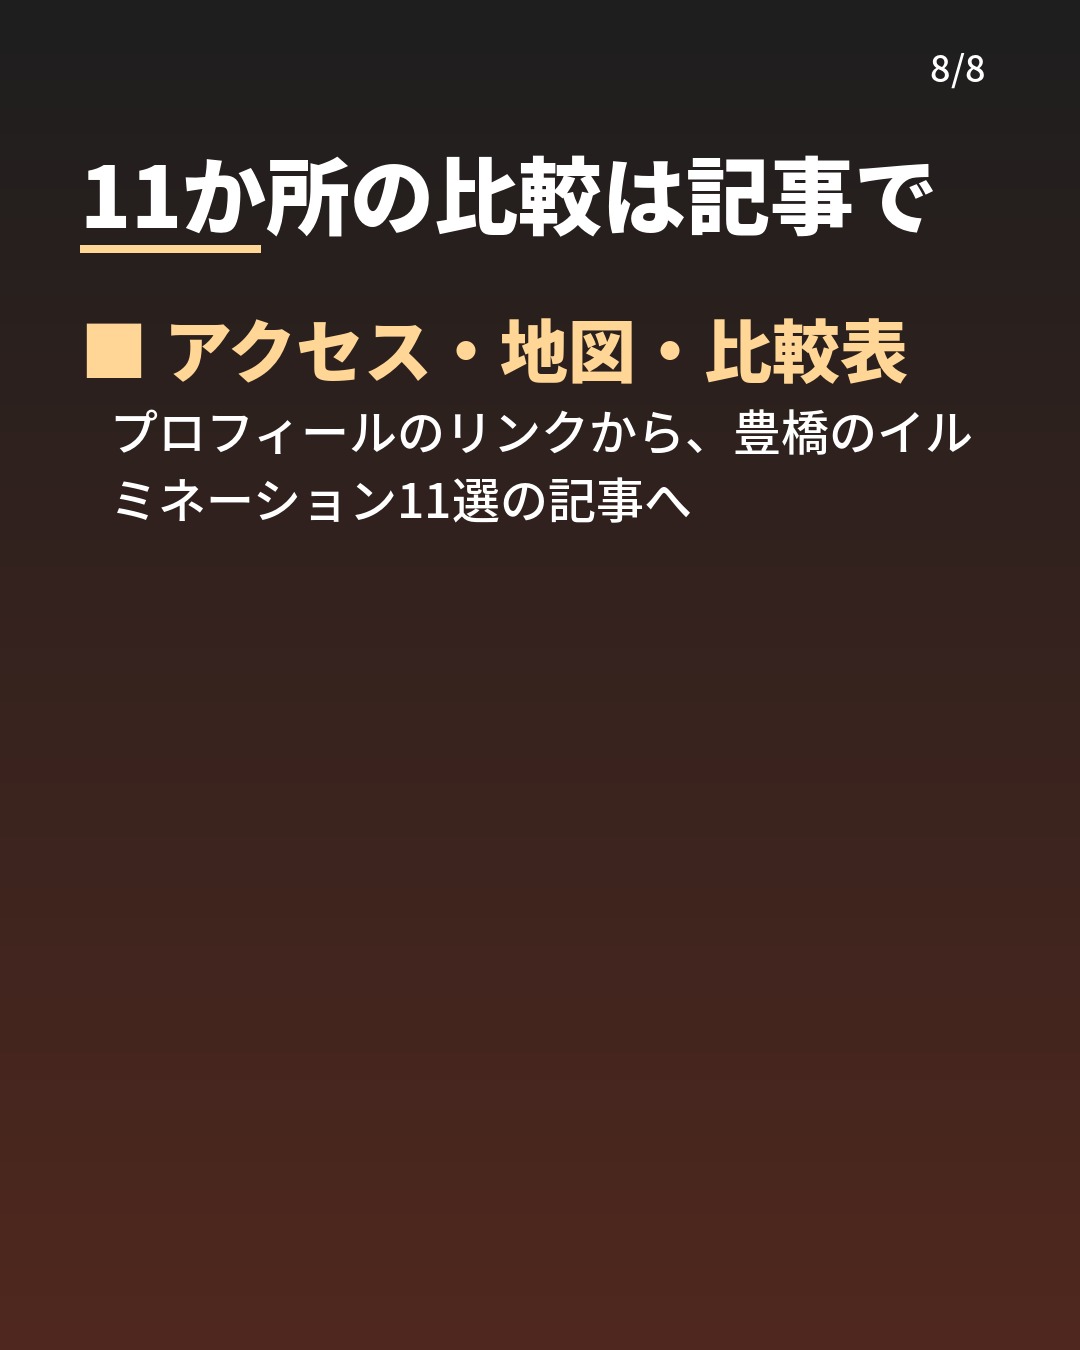 8/8
11か所の比較は記事で
■ アクセス・地図・比較表
プロフィールのリンクから、豊橋のイル
ミネーション11選の記事へ